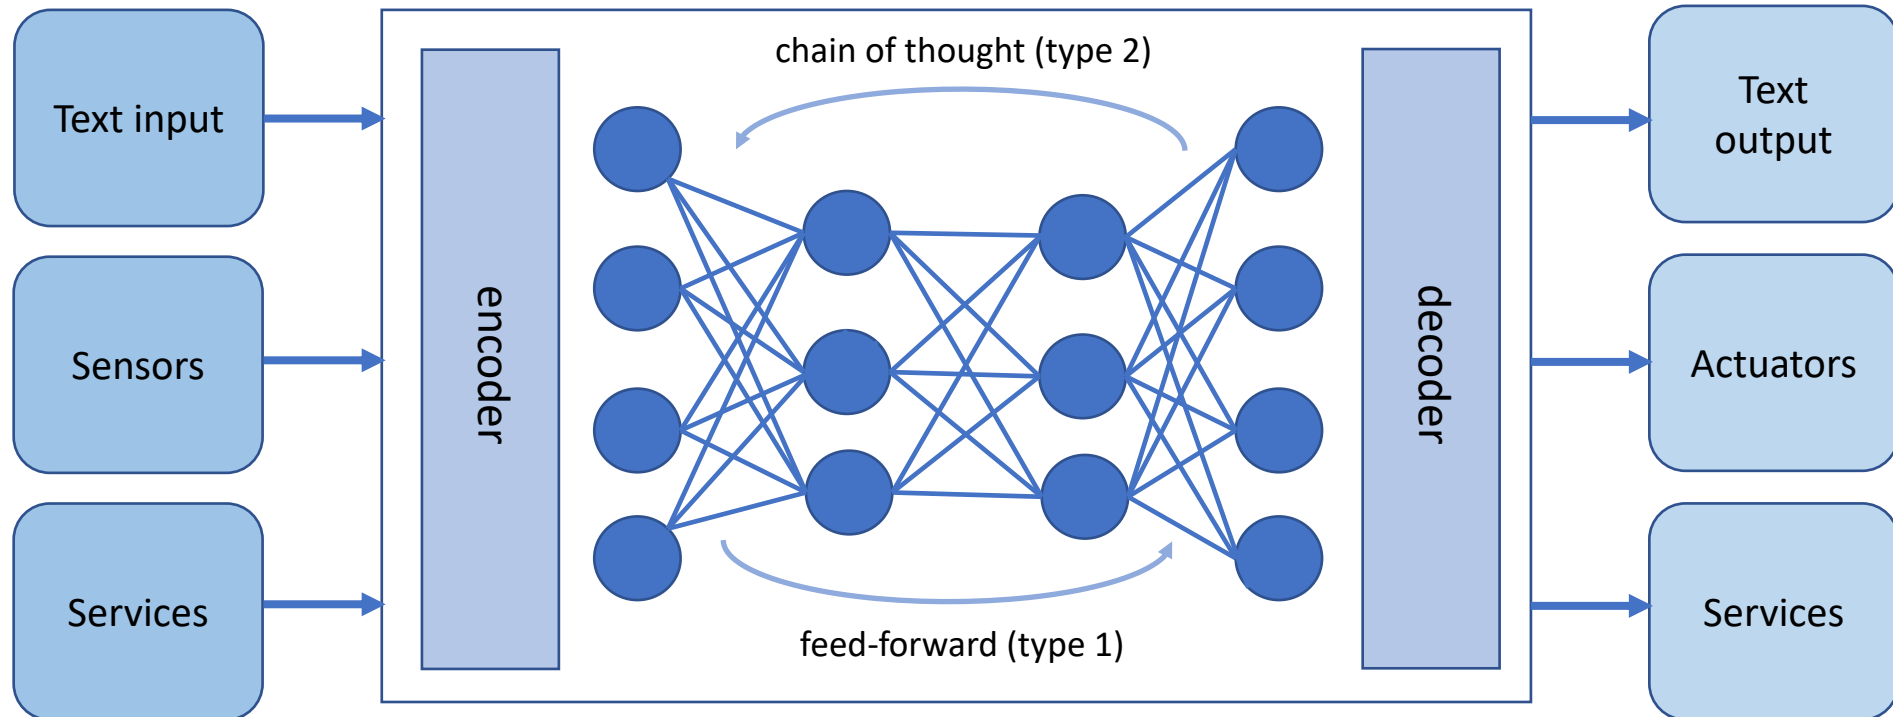 Text input
Sensors
Services
encoder
chain of thought (type 2)
feed-forward (type 1)
decoder
Text
output
Actuators
Services